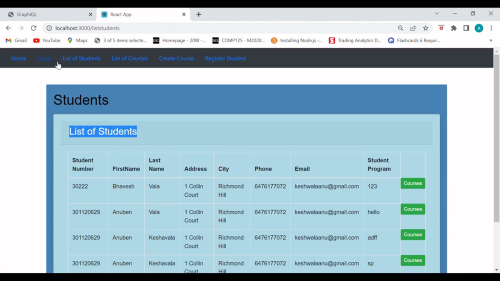 GraphiQL
React App
localhost:3000/liststudents
Gmail YouTube Maps 3 of 5 items selecte... Homepage - 20W -... COMP125 - M2020... Installing Node.js -... Trading Analytics D... Flashcards 6 Requir...
Home List of Students List of Courses Create Course Register Student
Students
List of Students
Student Number FirstName Last Name Address City Phone Email Student Program
30222 Bhavesh Vala 1 Collin Court Richmond Hill 6476177072 keshwalaanu@gmail.com 123 Courses
301120629 Anuben Vala 1 Collin Court Richmond Hill 6476177072 keshwalaanu@gmail.com hello Courses
301120629 Anuben Keshavala 1 Collin Court Richmond Hill 6476177072 keshwalaanu@gmail.com adff Courses
301120629 Anuben Keshavala 1 Collin Court Richmond Hill 6476177072 keshwalaanu@gmail.com sp Courses